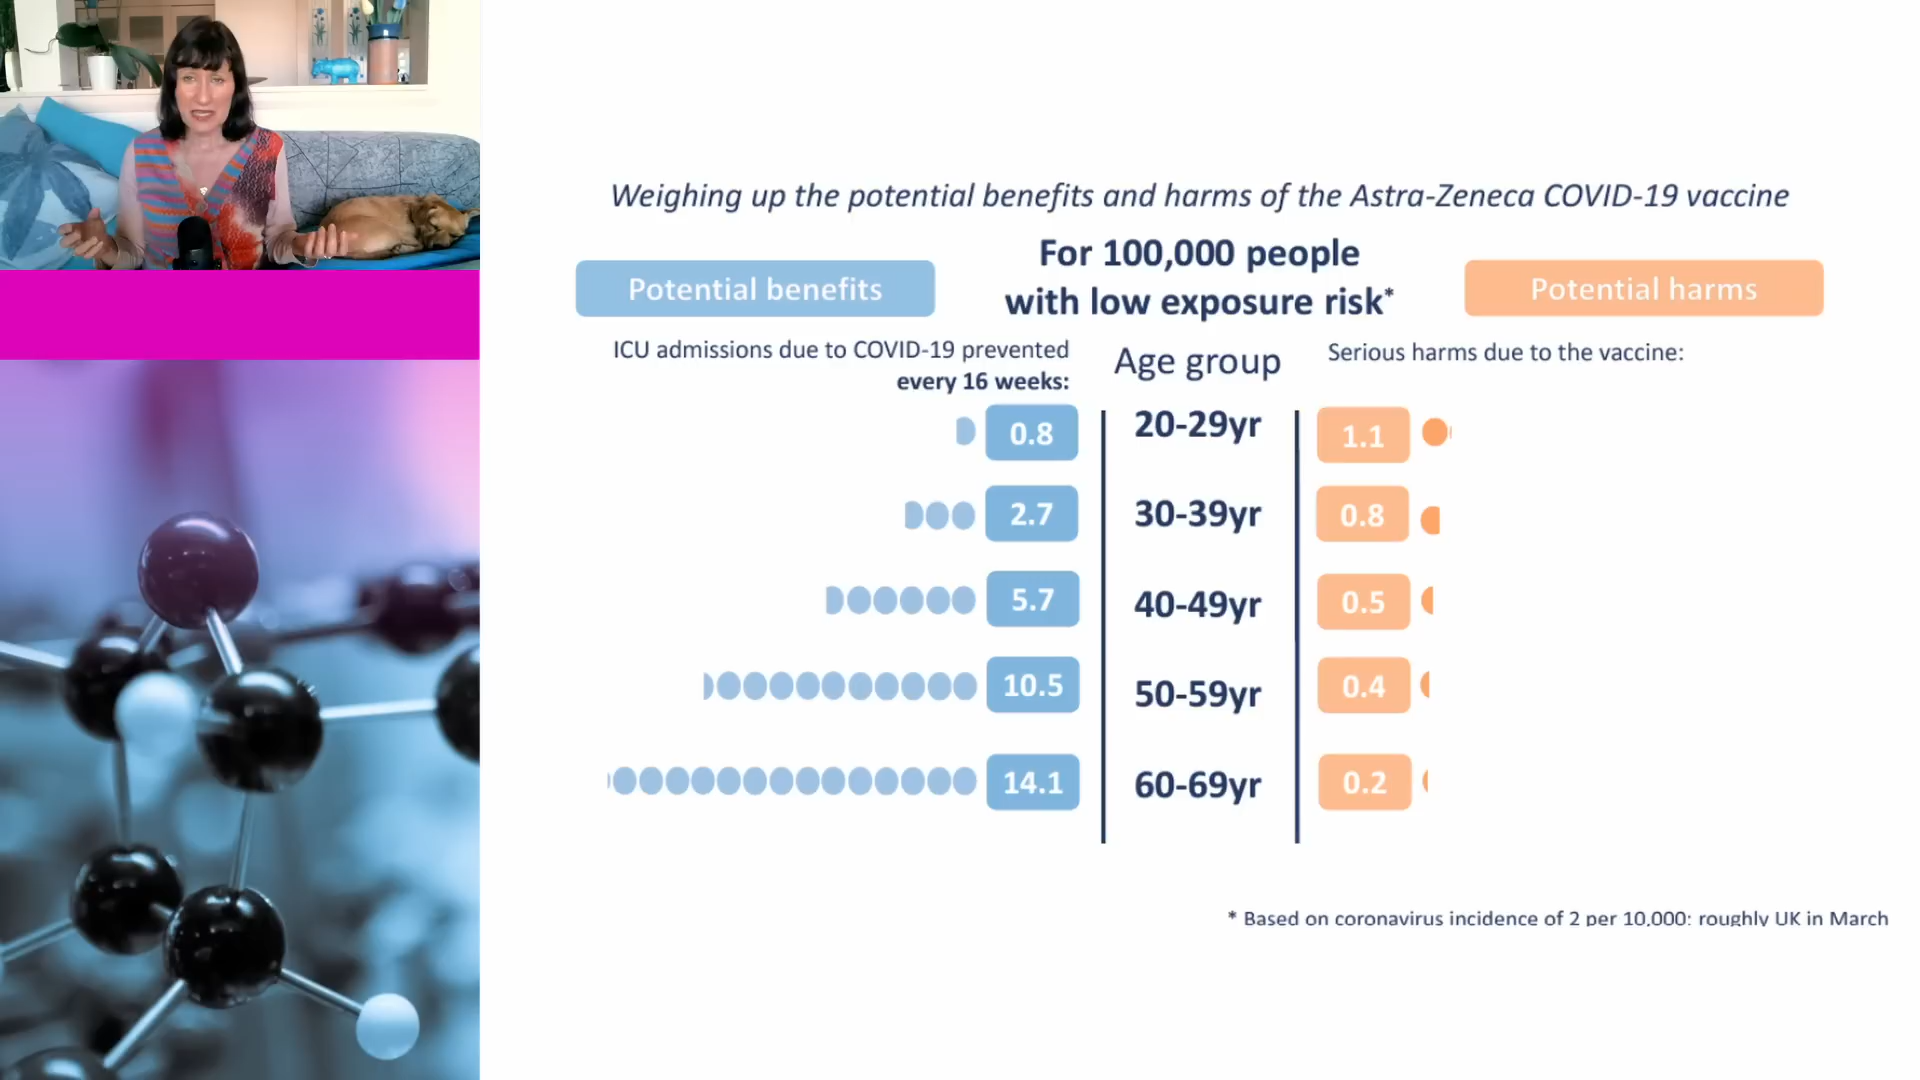 Weighing up the potential benefits and harms of the Astra-Zeneca COVID-19 vaccine
For 100,000 people
with low exposure risk*
Potential benefits
Potential harms
ICU admissions due to COVID-19 prevented
every 16 weeks:
Age group
Serious harms due to the vaccine:
0.8 20-29yr 1.1
2.7 30-39yr 0.8
5.7 40-49yr 0.5
10.5 50-59yr 0.4
14.1 60-69yr 0.2
* Based on coronavirus incidence of 2 per 10,000: roughly UK in March